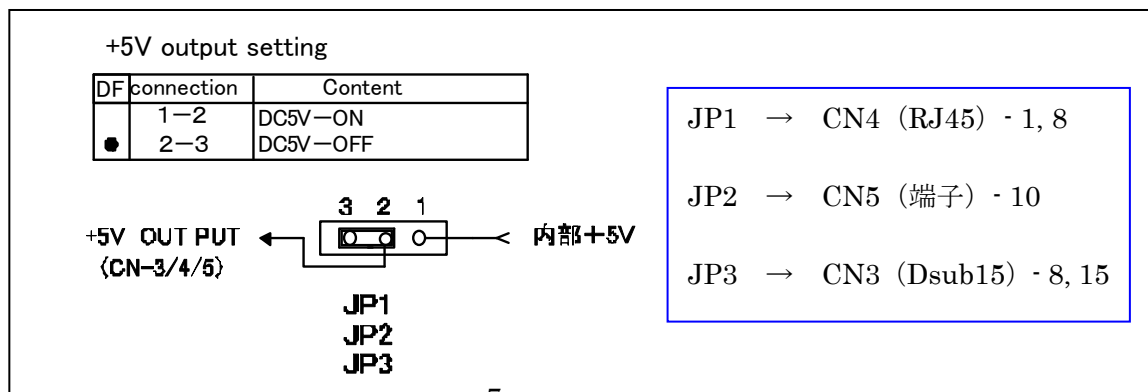 +5V output setting
DF connection Content
1－2 DC5V－ON
● 2－3 DC5V－OFF
3 2 1
+5V OUT PUT
(CN-3/4/5)
内部＋5V
JP1
JP2
JP3
JP1 → CN4（RJ45）- 1, 8
JP2 → CN5（端子）- 10
JP3 → CN3（Dsub15）- 8, 15